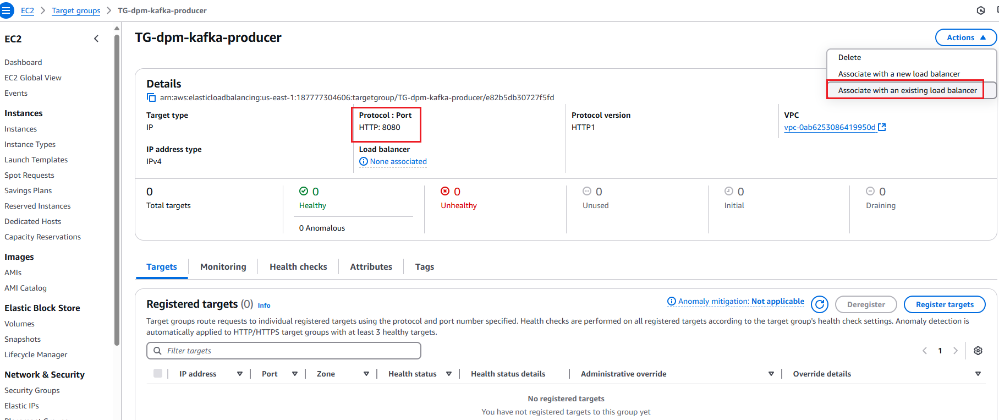 EC2 > Target groups > TG-dpm-kafka-producer
EC2
Dashboard
EC2 Global View
Events
Instances
Instances
Instance Types
Launch Templates
Spot Requests
Savings Plans
Reserved Instances
Dedicated Hosts
Capacity Reservations
Images
AMIs
AMI Catalog
Elastic Block Store
Volumes
Snapshots
Lifecycle Manager
Network & Security
Security Groups
Elastic IPs
TG-dpm-kafka-producer
Actions
Delete
Associate with a new load balancer
Associate with an existing load balancer
Details
arn:aws:elasticloadbalancing:us-east-1:187777304606:targetgroup/TG-dpm-kafka-producer/e82b5db30727f5fd
Target type
IP
Protocol : Port
HTTP: 8080
Protocol version
HTTP1
VPC
vpc-0ab6253086419950d
IP address type
IPv4
Load balancer
None associated
0
Total targets
0
Healthy
0 Anomalous
0
Unhealthy
0
Unused
0
Initial
0
Draining
Targets
Monitoring
Health checks
Attributes
Tags
Registered targets (0) Info
Anomaly mitigation: Not applicable
Deregister
Register targets
Target groups route requests to individual registered targets using the protocol and port number specified. Health checks are performed on all registered targets according to the target group's health check settings. Anomaly detection is
automatically applied to HTTP/HTTPS target groups with at least 3 healthy targets.
Filter targets
1
IP address
Port
Zone
Health status
Health status details
Administrative override
Override details
No registered targets
You have not registered targets to this group yet